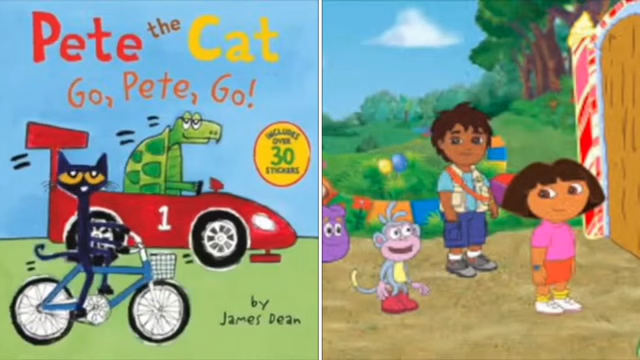 Pete the Cat
Go, Pete, Go!
INCLUDES
OVER
30
STICKERS
1
by
James Dean